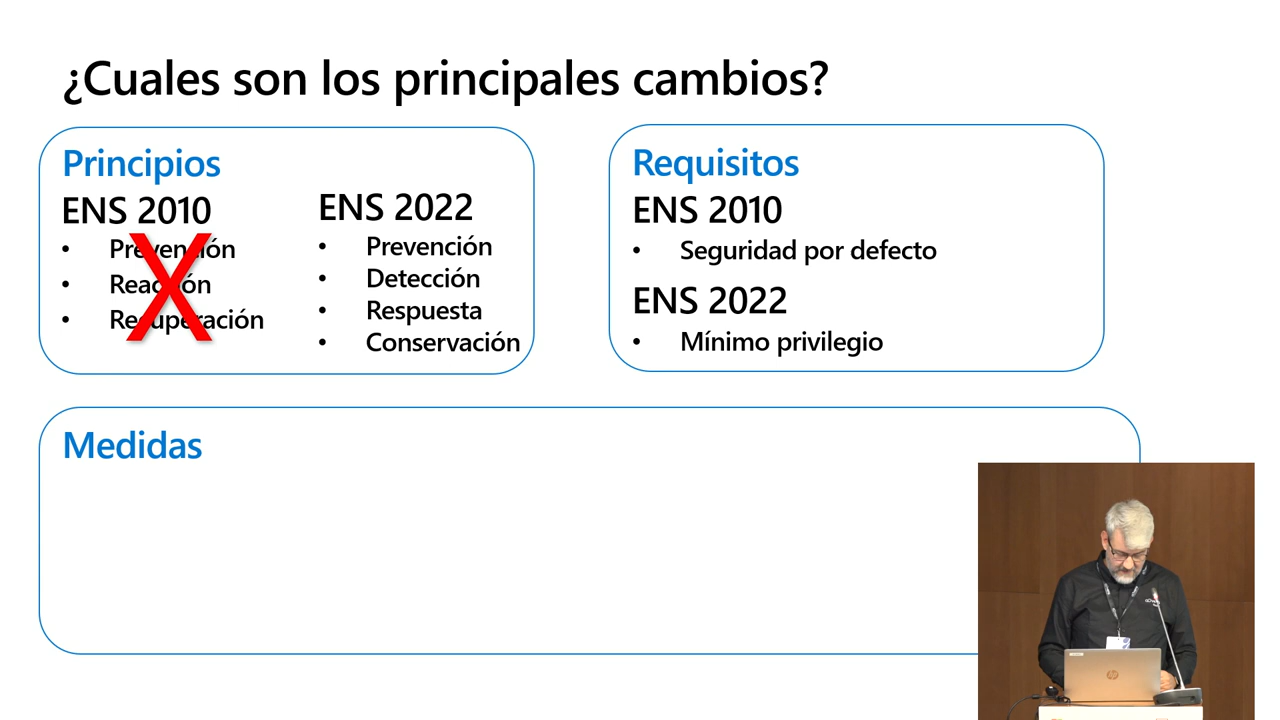 ¿Cuales son los principales cambios?
Principios
ENS 2010
• Prevención
• Reacción
• Recuperación
X
ENS 2022
• Prevención
• Detección
• Respuesta
• Conservación
Requisitos
ENS 2010
• Seguridad por defecto
ENS 2022
• Mínimo privilegio
Medidas
hp